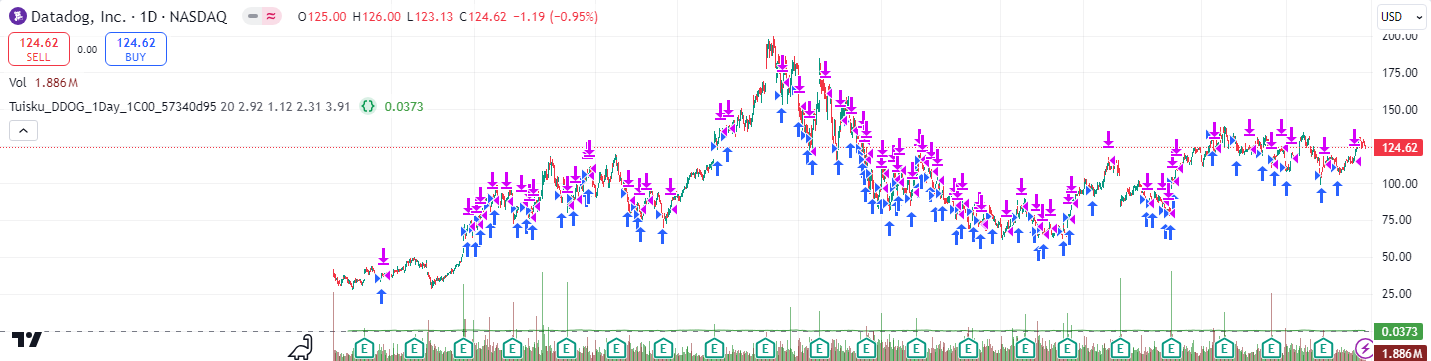 Datadog, Inc. · 1D · NASDAQ O125.00 H126.00 L123.13 C124.62 −1.19 (−0.95%)
USD
124.62 SELL
0.00
124.62 BUY
Vol 1.886M
Tuisku_DDOG_1Day_1C00_57340d95 20 2.92 1.12 2.31 3.91 {} 0.0373
200.00
175.00
150.00
124.62
100.00
75.00
50.00
25.00
0.0373
1.886M
E E E E E E E E E E E E E E E E E E E E